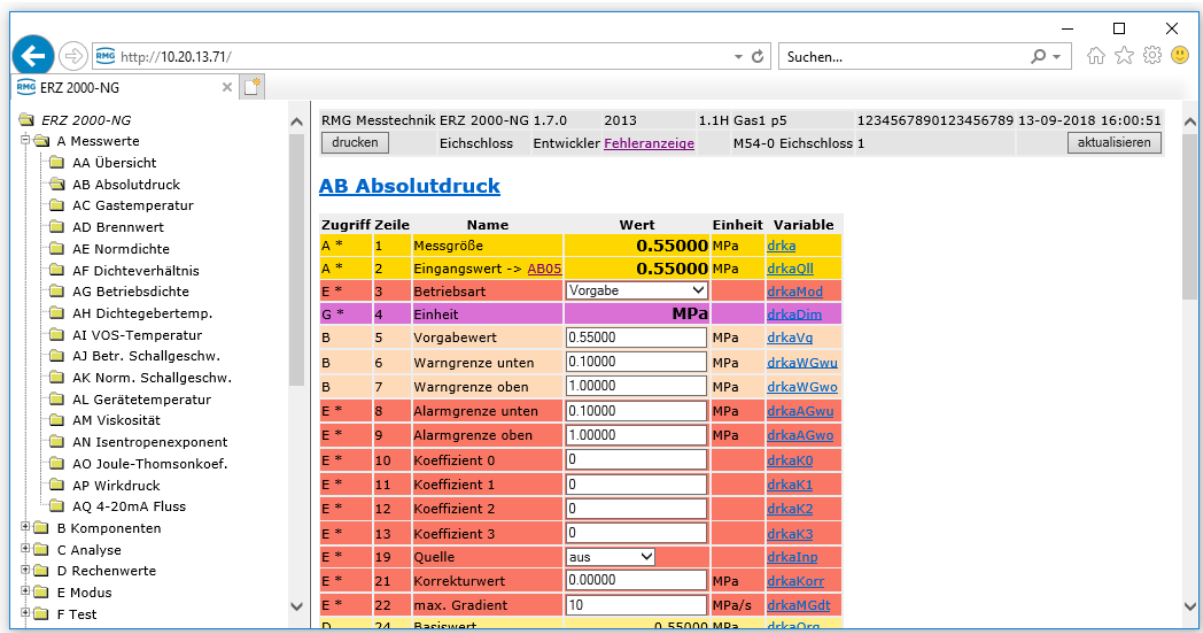 http://10.20.13.71/
Suchen...
RMG ERZ 2000-NG
ERZ 2000-NG
A Messwerte
AA Übersicht
AB Absolutdruck
AC Gastemperatur
AD Brennwert
AE Normdichte
AF Dichteverhältnis
AG Betriebsdichte
AH Dichtegebertemp.
AI VOS-Temperatur
AJ Betr. Schallgeschw.
AK Norm. Schallgeschw.
AL Gerätetemperatur
AM Viskosität
AN Isentropenexponent
AO Joule-Thomsonkoef.
AP Wirkdruck
AQ 4-20mA Fluss
B Komponenten
C Analyse
D Rechenwerte
E Modus
F Test
RMG Messtechnik ERZ 2000-NG 1.7.0 2013 1.1H Gas1 p5 1234567890123456789 13-09-2018 16:00:51
drucken Eichschloss Entwickler Fehleranzeige M54-0 Eichschloss 1 aktualisieren
AB Absolutdruck
Zugriff Zeile Name Wert Einheit Variable
A * 1 Messgröße 0.55000 MPa drka
A * 2 Eingangswert -> AB05 0.55000 MPa drkaQll
E * 3 Betriebsart Vorgabe drkaMod
G * 4 Einheit MPa drkaDim
B 5 Vorgabewert 0.55000 MPa drkaVg
B 6 Warngrenze unten 0.10000 MPa drkaWGwu
B 7 Warngrenze oben 1.00000 MPa drkaWGwo
E * 8 Alarmgrenze unten 0.10000 MPa drkaAGwu
E * 9 Alarmgrenze oben 1.00000 MPa drkaAGwo
E * 10 Koeffizient 0 0 drkaK0
E * 11 Koeffizient 1 0 drkaK1
E * 12 Koeffizient 2 0 drkaK2
E * 13 Koeffizient 3 0 drkaK3
E * 19 Quelle aus drkaInp
E * 21 Korrekturwert 0.00000 MPa drkaKorr
E * 22 max. Gradient 10 MPa/s drkaMGdt
D 24 Basiswert 0.55000 MPa drkaOrg